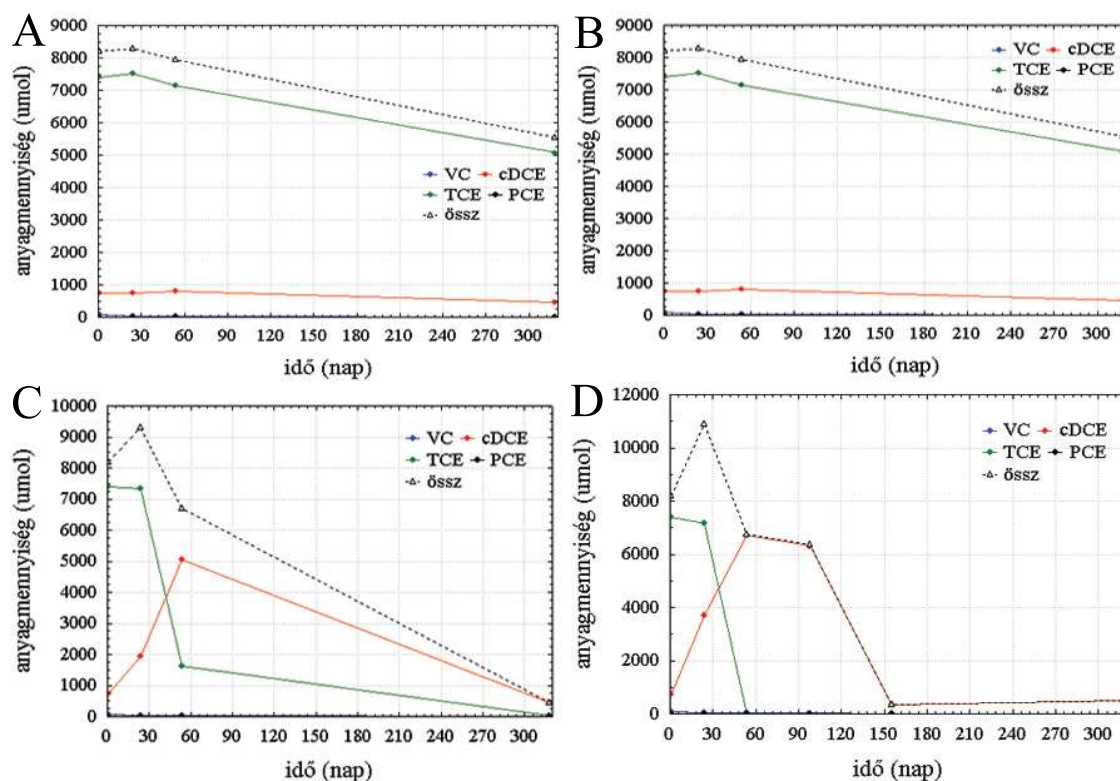 A
anyagmennyiség (umol)
9000
8000
7000
6000
5000
4000
3000
2000
1000
0
VC cDCE
TCE PCE
össz
0 30 60 90 120 150 180 210 240 270 300
idő (nap)
B
anyagmennyiség (umol)
9000
8000
7000
6000
5000
4000
3000
2000
1000
0
VC cDCE
TCE PCE
össz
0 30 60 90 120 150 180 210 240 270 300
idő (nap)
C
anyagmennyiség (umol)
10000
9000
8000
7000
6000
5000
4000
3000
2000
1000
0
VC cDCE
TCE PCE
össz
0 30 60 90 120 150 180 210 240 270 300
idő (nap)
D
anyagmennyiség (umol)
12000
10000
8000
6000
4000
2000
0
VC cDCE
TCE PCE
össz
0 30 60 90 120 150 180 210 240 270 300
idő (nap)